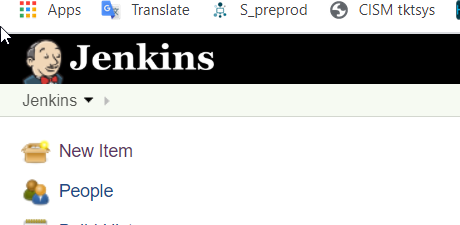 Apps Translate S_preprod CISM tktsys
Jenkins
Jenkins
New Item
People